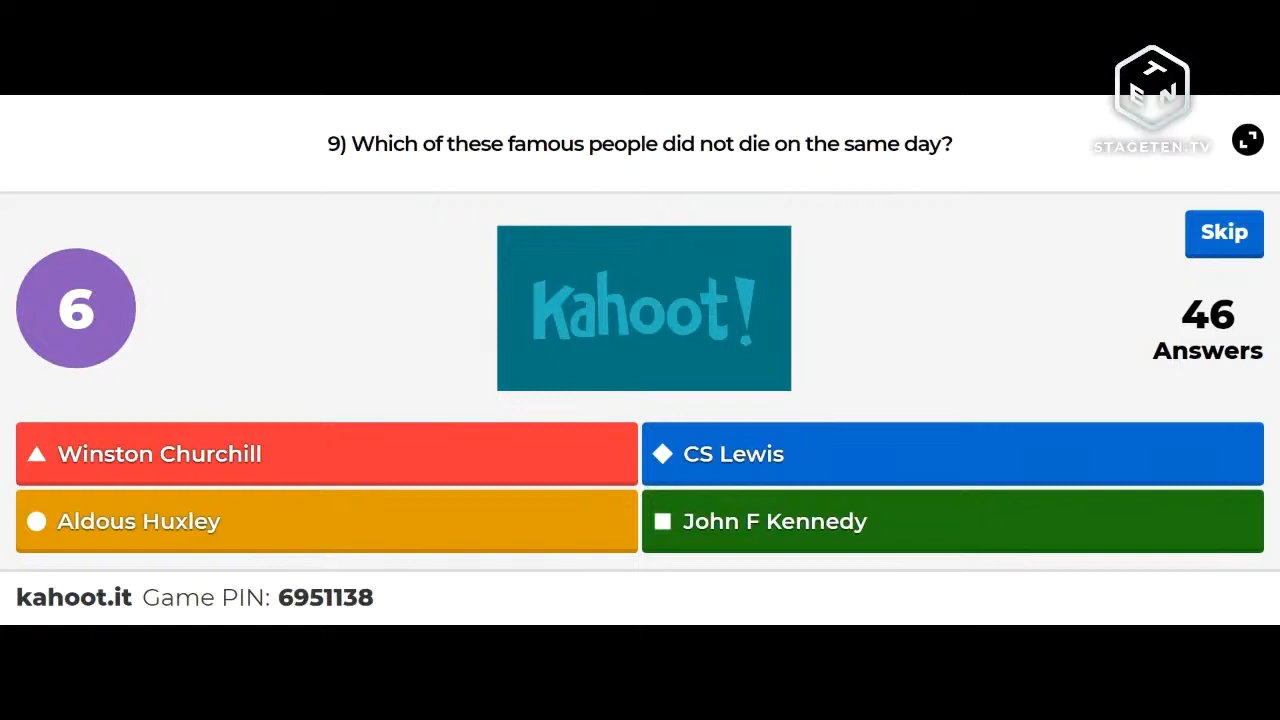 TEN
STAGETEN.TV
9) Which of these famous people did not die on the same day?
Skip
6
Kahoot!
46
Answers
Winston Churchill
CS Lewis
Aldous Huxley
John F Kennedy
kahoot.it Game PIN: 6951138